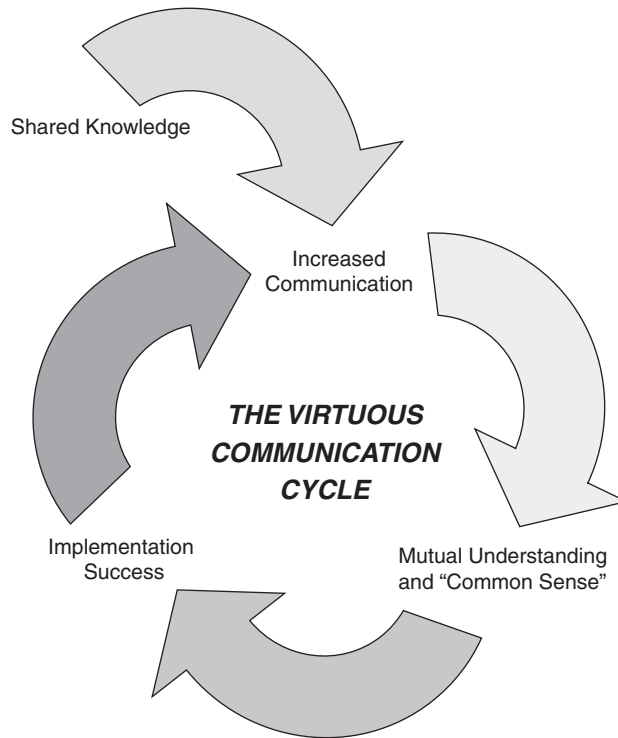 Shared Knowledge
Increased
Communication
THE VIRTUOUS
COMMUNICATION
CYCLE
Implementation
Success
Mutual Understanding
and “Common Sense”